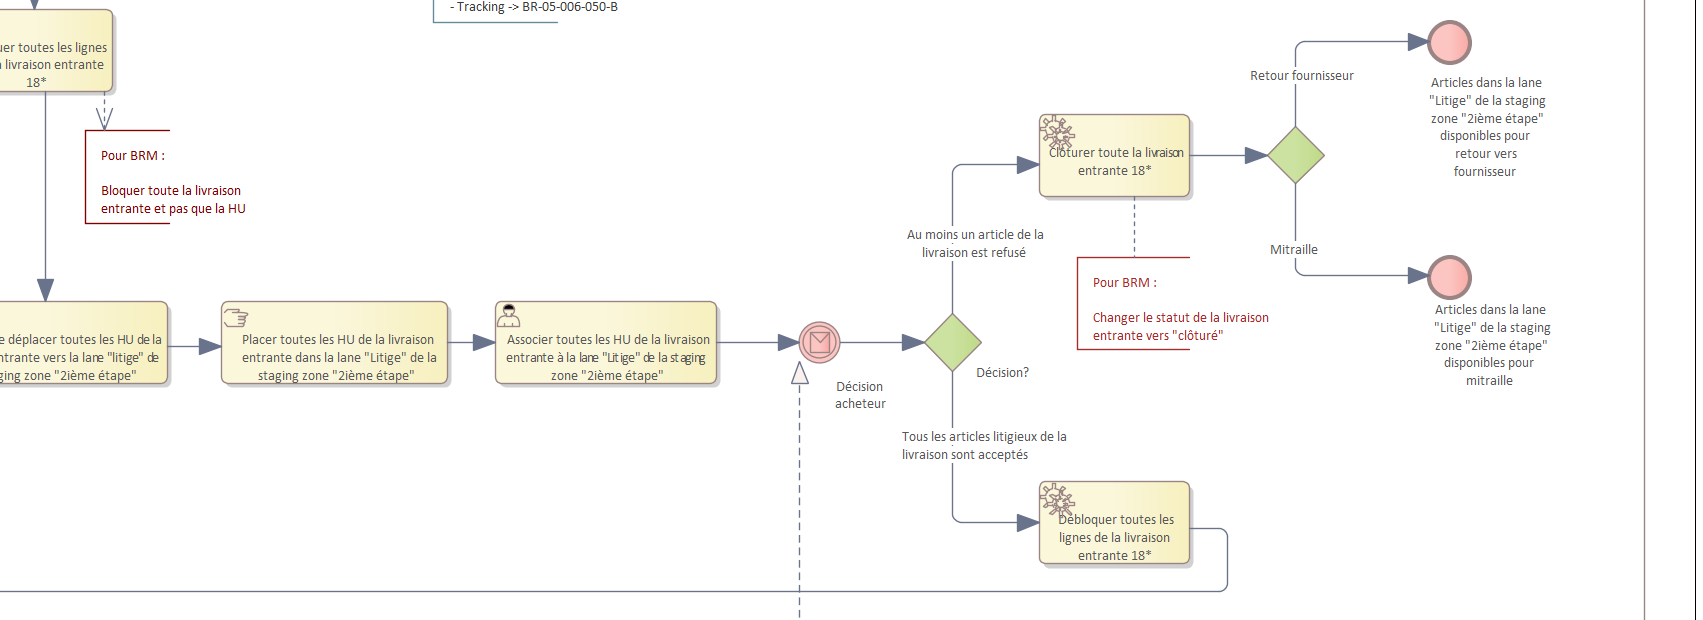 - Tracking -> BR-05-006-050-B
uer toutes les lignes
livraison entrante
18*
Pour BRM :
Bloquer toute la livraison
entrante et pas que la HU
e déplacer toutes les HU de la
ntrante vers la lane "litige" de
ging zone "2ième étape"
Placer toutes les HU de la livraison
entrante dans la lane "Litige" de la
staging zone "2ième étape"
Associer toutes les HU de la livraison
entrante à la lane "Litige" de la staging
zone "2ième étape"
Décision
acheteur
Décision?
Au moins un article de la
livraison est refusé
Tous les articles litigieux de la
livraison sont acceptés
Clôturer toute la livraison
entrante 18*
Pour BRM :
Changer le statut de la livraison
entrante vers "clôturé"
Débloquer toutes les
lignes de la livraison
entrante 18*
Retour fournisseur
Mitraille
Articles dans la lane
"Litige" de la staging
zone "2ième étape"
disponibles pour
retour vers
fournisseur
Articles dans la lane
"Litige" de la staging
zone "2ième étape"
disponibles pour
mitraille